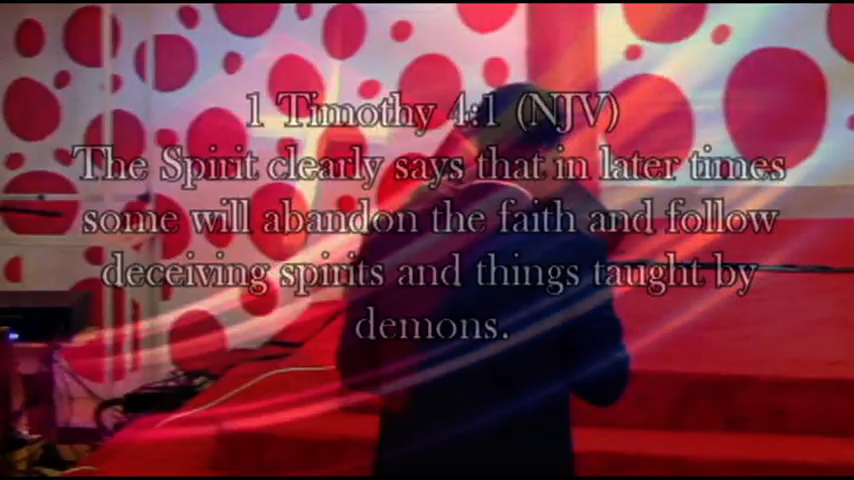 1 Timothy 4:1 (NJV)
The Spirit clearly says that in later times
some will abandon the faith and follow
deceiving spirits and things taught by
demons.